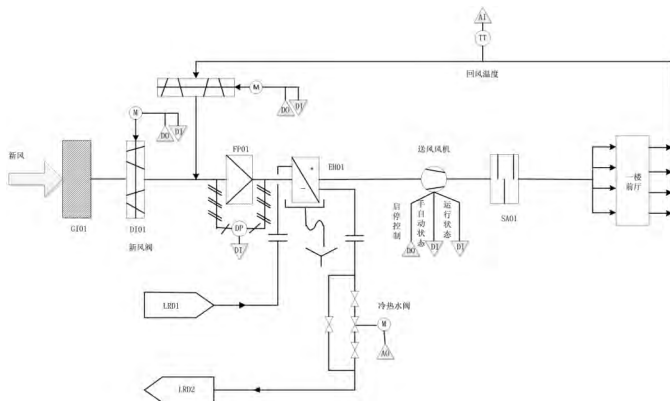 AI
TT
回风温度
M
DO
DI
M
DO
DI
新风
FP01
EH01
送风风机
+
-
一楼
前厅
GI01
DI01
新风阀
DP
DI
启停控制
手自动状态
运行状态
DO
DI
DI
SA01
LRD1
冷热水阀
M
AO
LRD2